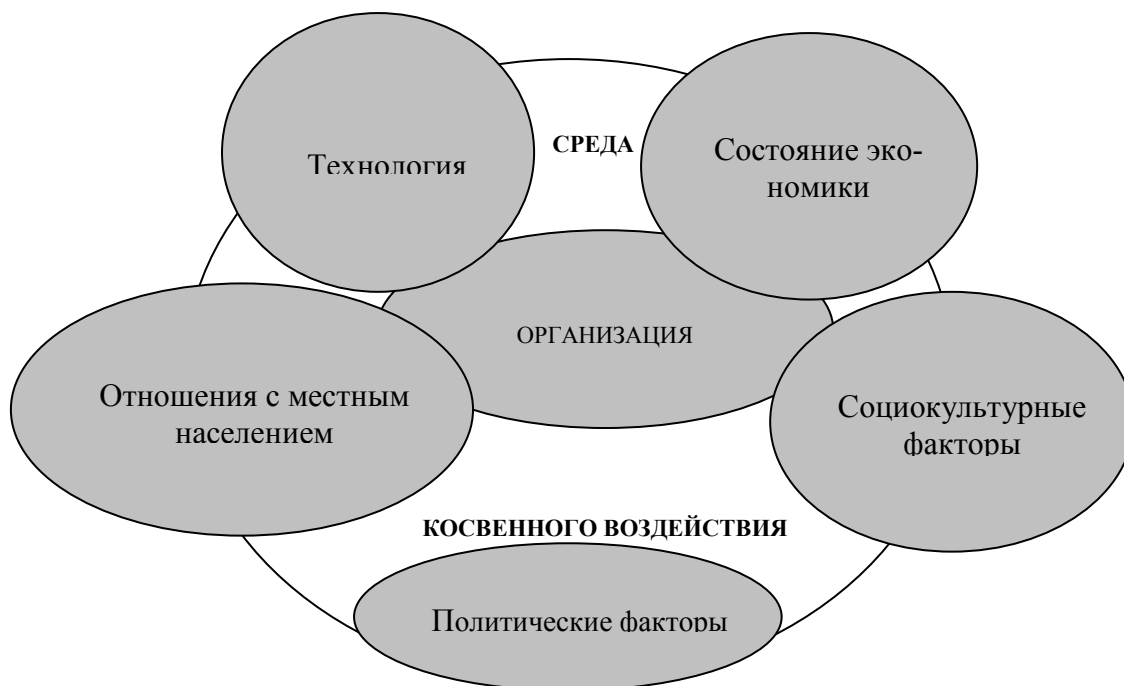 СРЕДА
Технология
Состояние эко-
номики
ОРГАНИЗАЦИЯ
Отношения с местным
населением
Социокультурные
факторы
КОСВЕННОГО ВОЗДЕЙСТВИЯ
Политические факторы